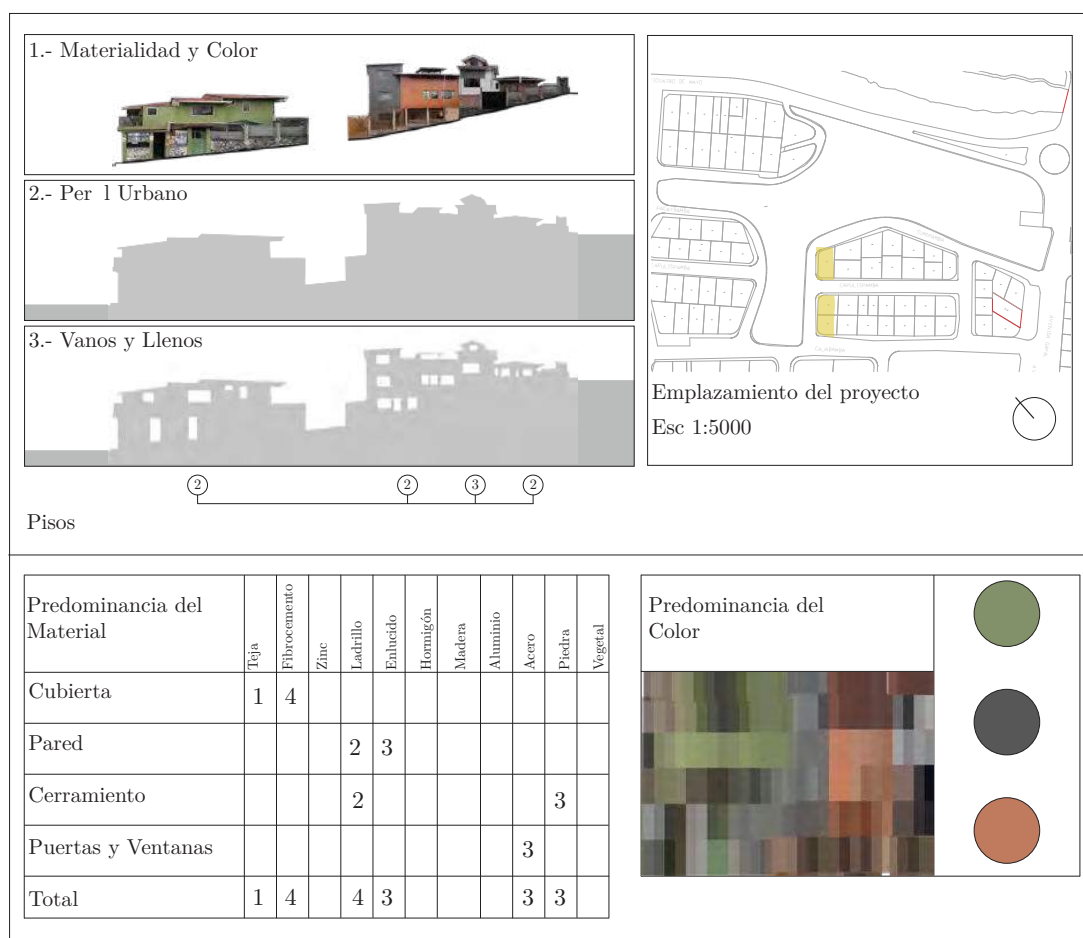 1.- Materialidad y Color
2.- Per l Urbano
3.- Vanos y Llenos
2 2 3 2
Pisos
Emplazamiento del proyecto
Esc 1:5000
Predominancia del
Material
Teja
Fibrocemento
Zinc
Ladrillo
Enlucido
Hormigón
Madera
Aluminio
Acero
Piedra
Vegetal
Cubierta 1 4
Pared 2 3
Cerramiento 2 3
Puertas y Ventanas 3
Total 1 4 4 3 3 3
Predominancia del
Color